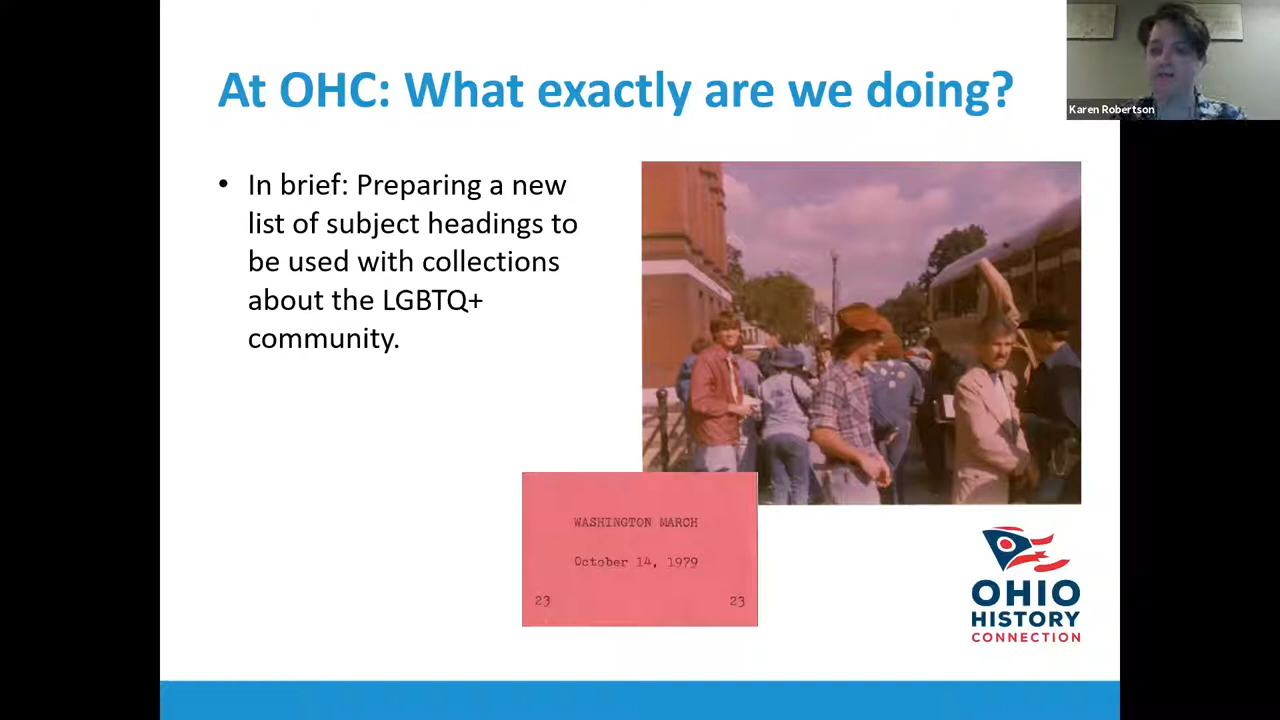 At OHC: What exactly are we doing?
Karen Robertson
• In brief: Preparing a new
list of subject headings to
be used with collections
about the LGBTQ+
community.
WASHINGTON MARCH
October 14, 1979
23 23
OHIO
HISTORY
CONNECTION